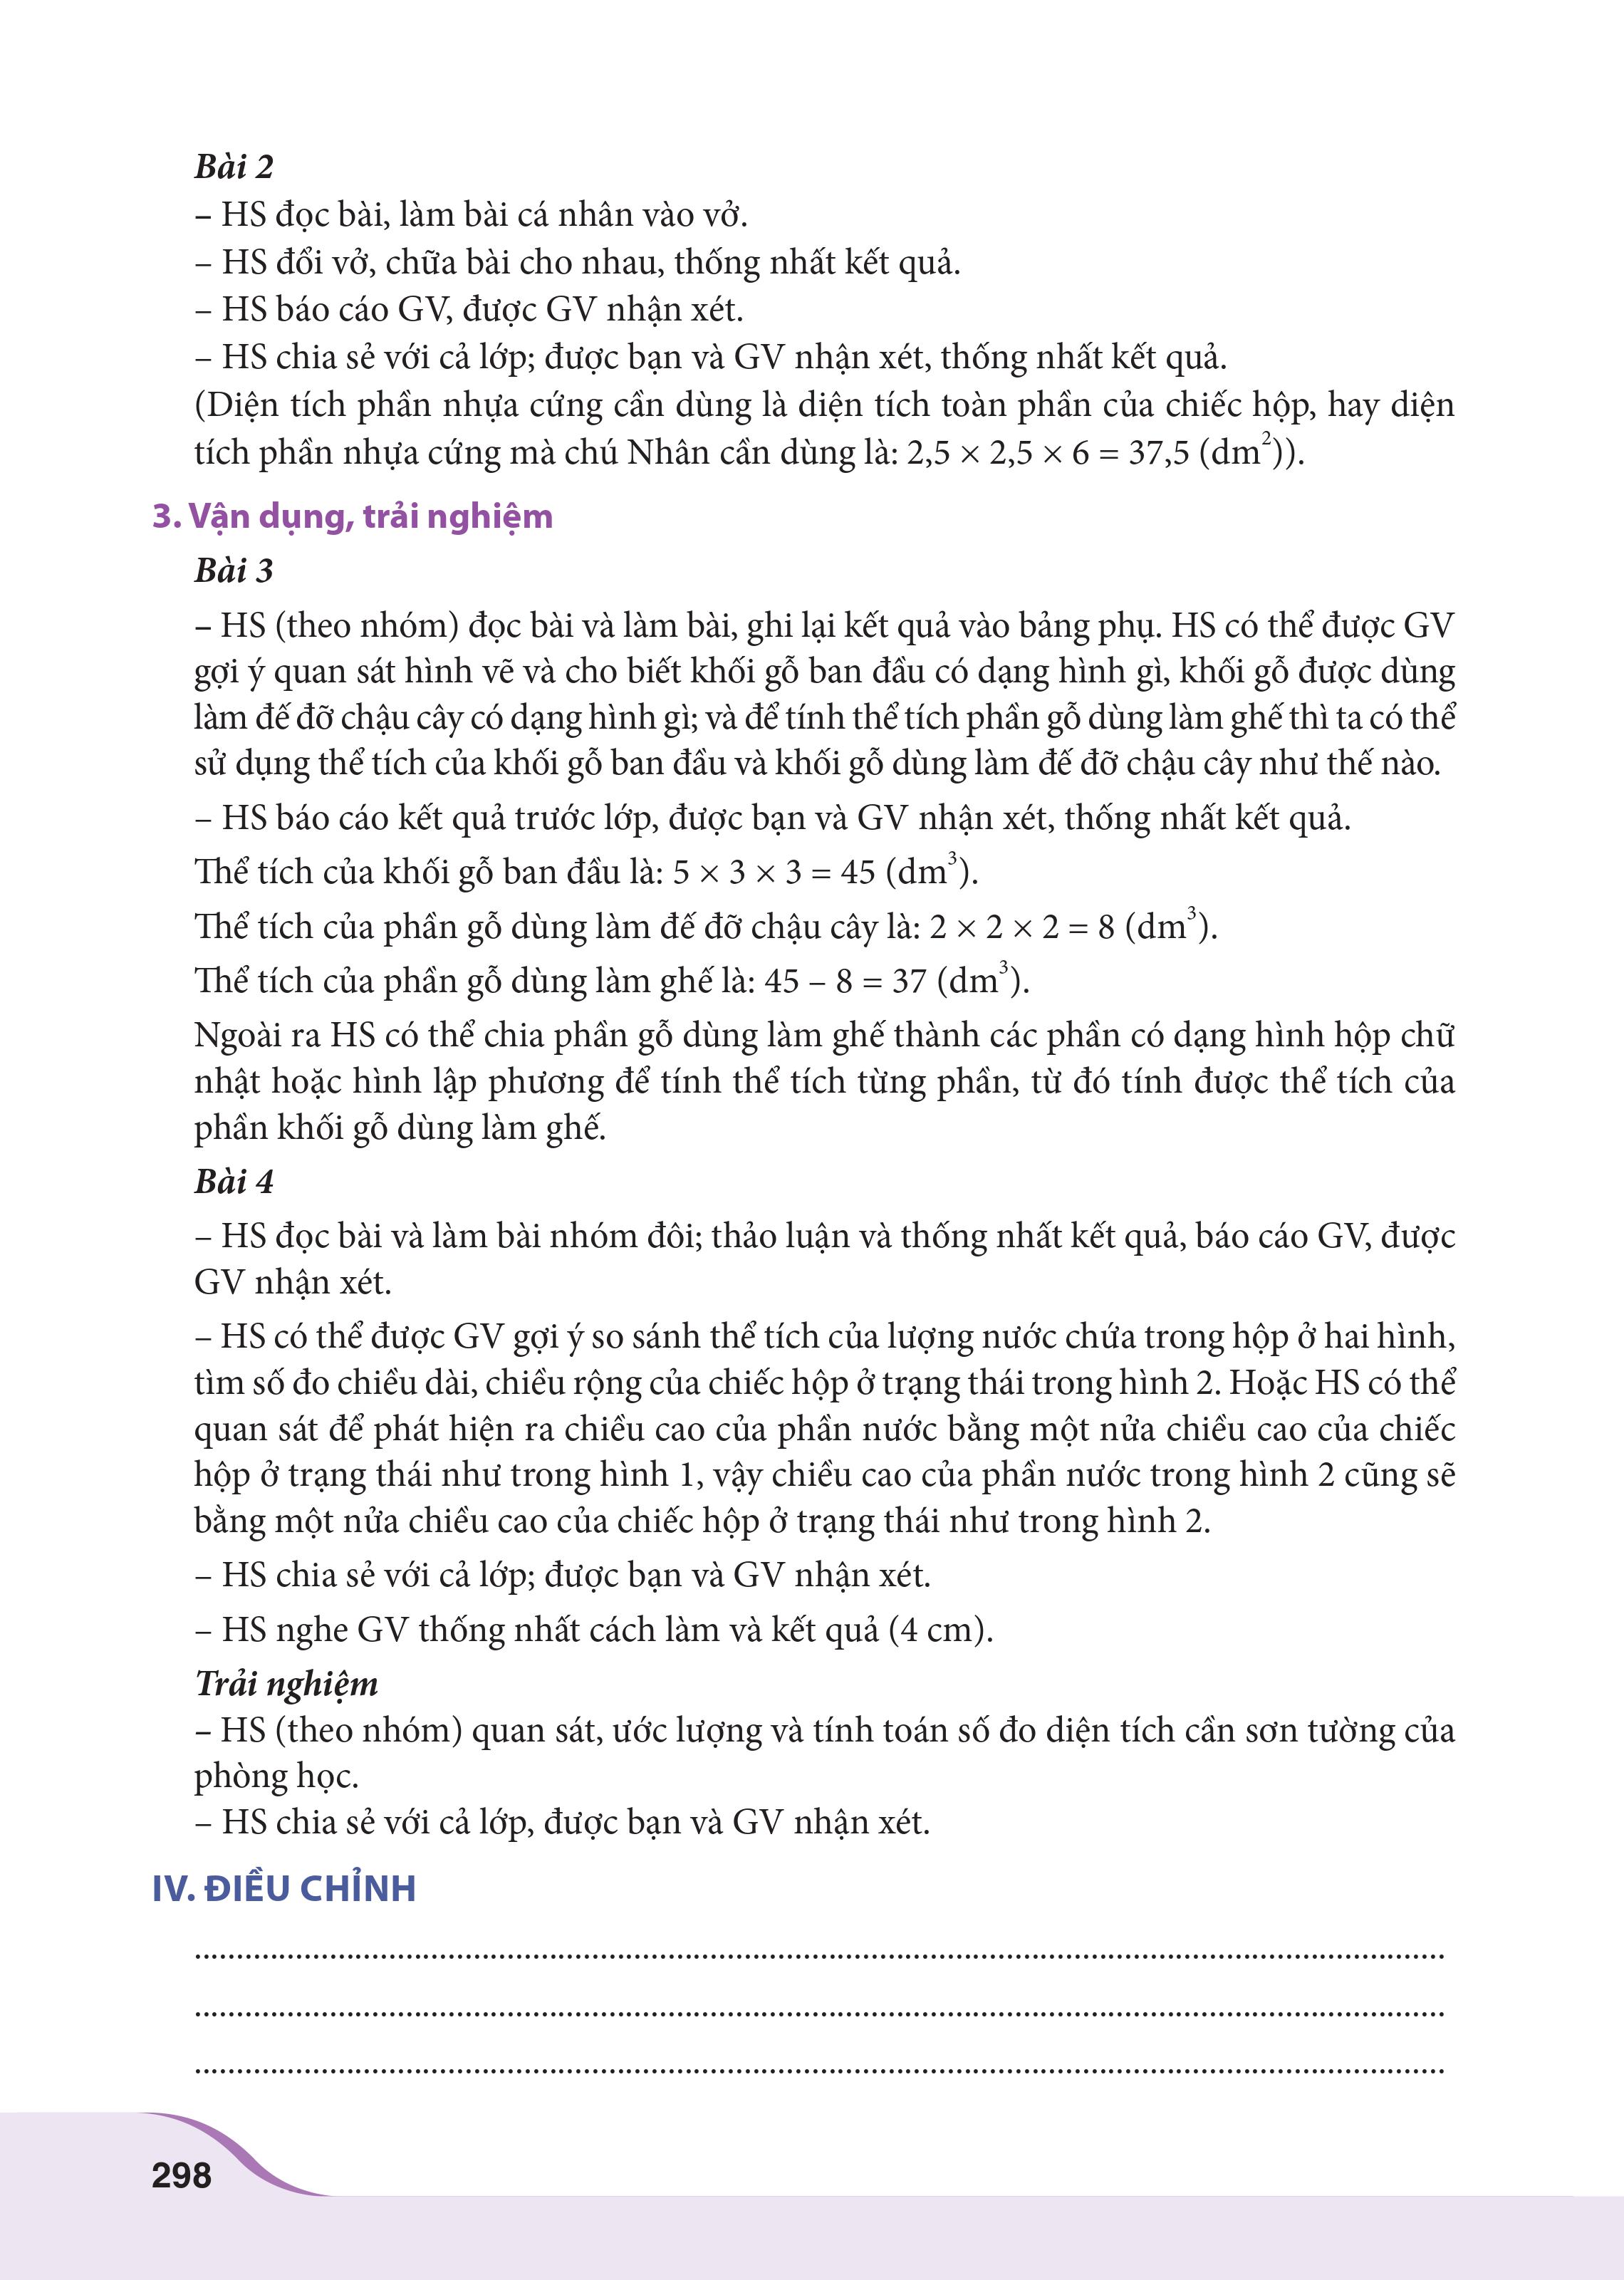 Bài 2
– HS đọc bài, làm bài cá nhân vào vở.
– HS đổi vở, chữa bài cho nhau, thống nhất kết quả.
– HS báo cáo GV, được GV nhận xét.
– HS chia sẻ với cả lớp; được bạn và GV nhận xét, thống nhất kết quả.
(Diện tích phần nhựa cứng cần dùng là diện tích toàn phần của chiếc hộp, hay diện
tích phần nhựa cứng mà chú Nhân cần dùng là: 2,5 × 2,5 × 6 = 37,5 (dm²)).
3. Vận dụng, trải nghiệm
Bài 3
– HS (theo nhóm) đọc bài và làm bài, ghi lại kết quả vào bảng phụ. HS có thể được GV
gợi ý quan sát hình vẽ và cho biết khối gỗ ban đầu có dạng hình gì, khối gỗ được dùng
làm đế đỡ chậu cây có dạng hình gì; và để tính thể tích phần gỗ dùng làm ghế thì ta có thể
sử dụng thể tích của khối gỗ ban đầu và khối gỗ dùng làm đế đỡ chậu cây như thế nào.
– HS báo cáo kết quả trước lớp, được bạn và GV nhận xét, thống nhất kết quả.
Thể tích của khối gỗ ban đầu là: 5 × 3 × 3 = 45 (dm³).
Thể tích của phần gỗ dùng làm đế đỡ chậu cây là: 2 × 2 × 2 = 8 (dm³).
Thể tích của phần gỗ dùng làm ghế là: 45 – 8 = 37 (dm³).
Ngoài ra HS có thể chia phần gỗ dùng làm ghế thành các phần có dạng hình hộp chữ
nhật hoặc hình lập phương để tính thể tích từng phần, từ đó tính được thể tích của
phần khối gỗ dùng làm ghế.
Bài 4
– HS đọc bài và làm bài nhóm đôi; thảo luận và thống nhất kết quả, báo cáo GV, được
GV nhận xét.
– HS có thể được GV gợi ý so sánh thể tích của lượng nước chứa trong hộp ở hai hình,
tìm số đo chiều dài, chiều rộng của chiếc hộp ở trạng thái trong hình 2. Hoặc HS có thể
quan sát để phát hiện ra chiều cao của phần nước bằng một nửa chiều cao của chiếc
hộp ở trạng thái như trong hình 1, vậy chiều cao của phần nước trong hình 2 cũng sẽ
bằng một nửa chiều cao của chiếc hộp ở trạng thái như trong hình 2.
– HS chia sẻ với cả lớp; được bạn và GV nhận xét.
– HS nghe GV thống nhất cách làm và kết quả (4 cm).
Trải nghiệm
– HS (theo nhóm) quan sát, ước lượng và tính toán số đo diện tích cần sơn tường của
phòng học.
– HS chia sẻ với cả lớp, được bạn và GV nhận xét.
IV. ĐIỀU CHỈNH
298